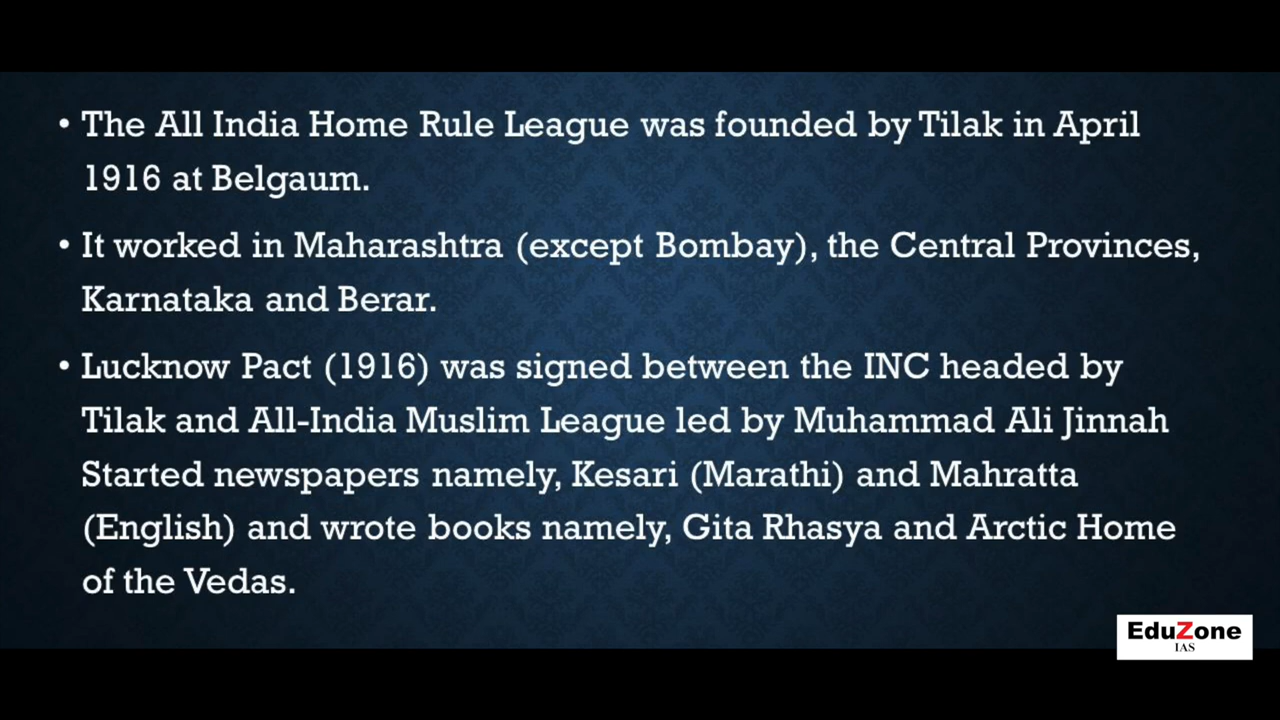 • The All India Home Rule League was founded by Tilak in April
1916 at Belgaum.
• It worked in Maharashtra (except Bombay), the Central Provinces,
Karnataka and Berar.
• Lucknow Pact (1916) was signed between the INC headed by
Tilak and All-India Muslim League led by Muhammad Ali Jinnah
Started newspapers namely, Kesari (Marathi) and Mahratta
(English) and wrote books namely, Gita Rhasya and Arctic Home
of the Vedas.
EduZone
IAS